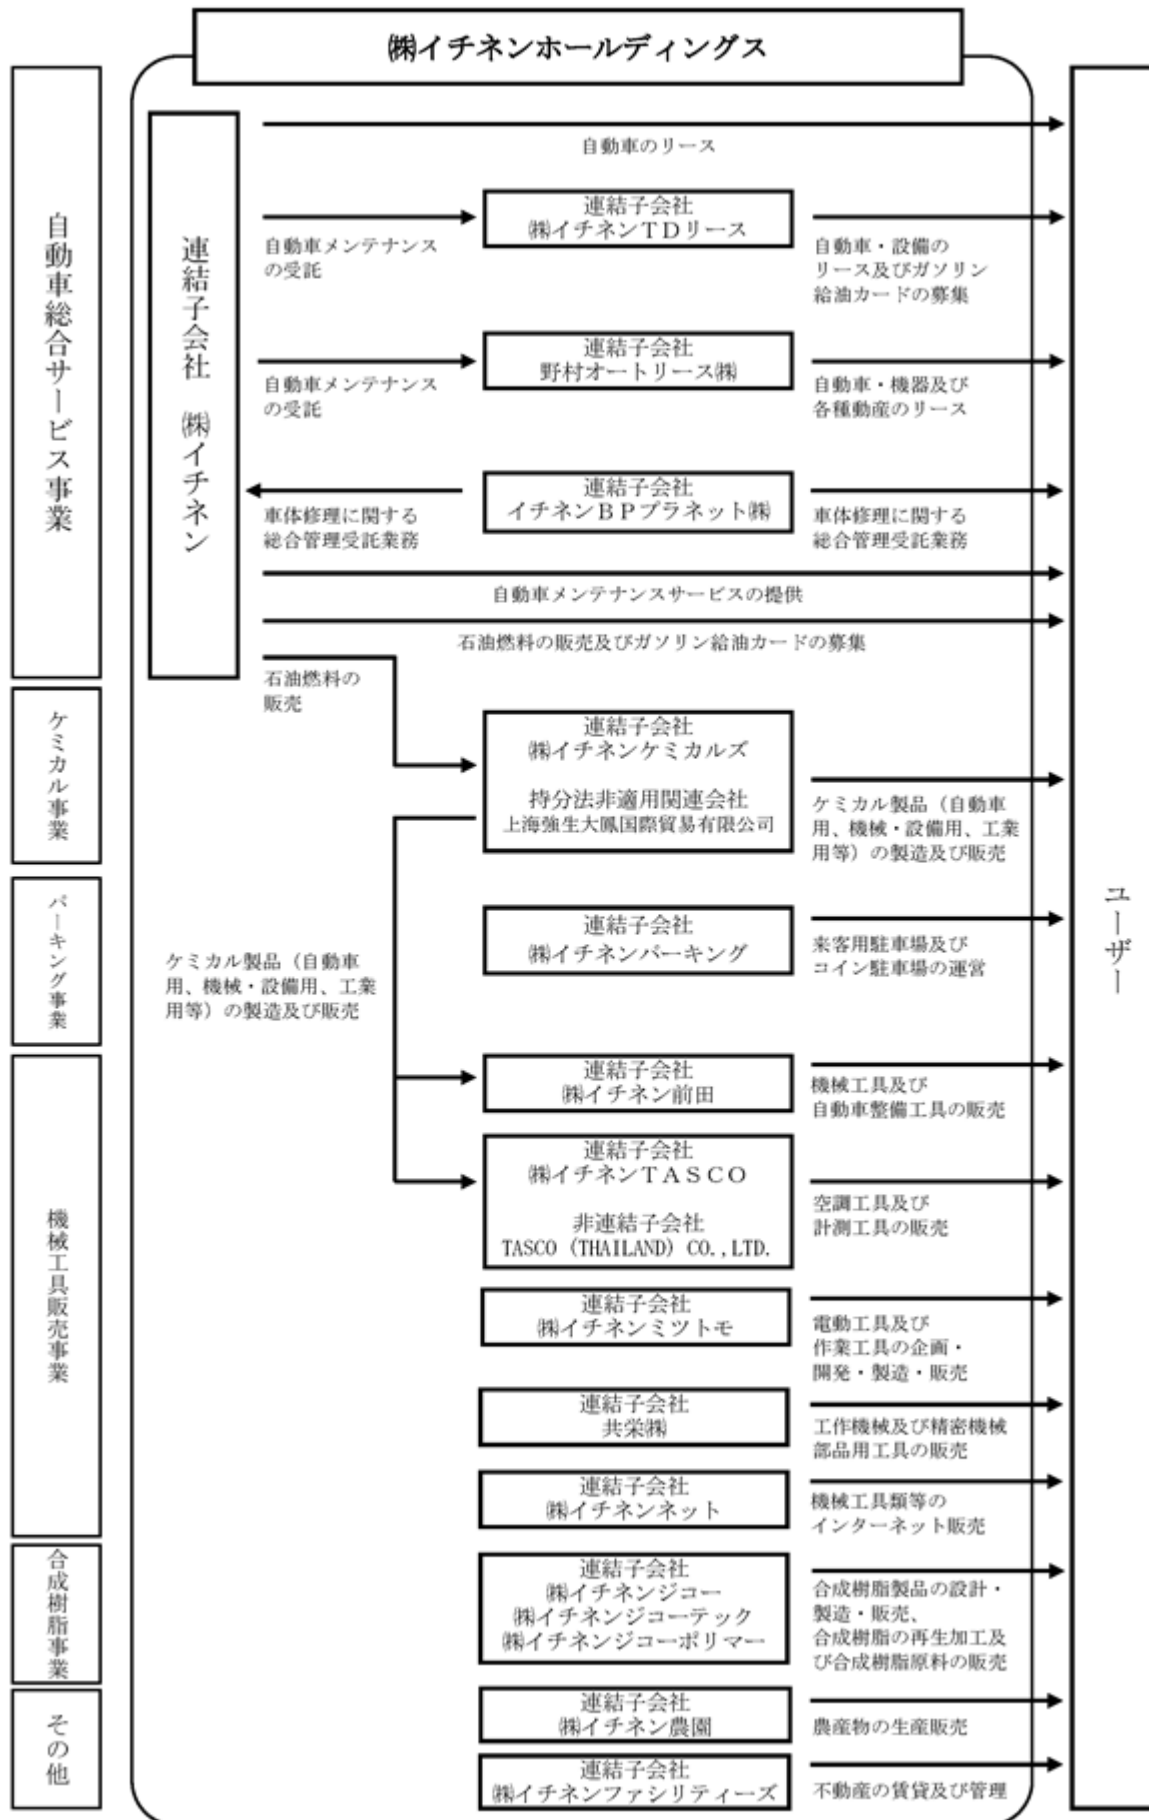 ㈱イチネンホールディングス
自動車総合サービス事業
連結子会社　㈱イチネン
自動車のリース
自動車メンテナンス
の受託
連結子会社
㈱イチネンＴＤリース
自動車・設備の
リース及びガソリン
給油カードの募集
自動車メンテナンス
の受託
連結子会社
野村オートリース㈱
自動車・機器及び
各種動産のリース
車体修理に関する
総合管理受託業務
連結子会社
イチネンＢＰプラネット㈱
車体修理に関する
総合管理受託業務
自動車メンテナンスサービスの提供
石油燃料の販売及びガソリン給油カードの募集
石油燃料の
販売
ケミカル事業
連結子会社
㈱イチネンケミカルズ
持分法非適用関連会社
上海強生大鳳国際貿易有限公司
ケミカル製品（自動車
用、機械・設備用、工業
用等）の製造及び販売
パーキング事業
連結子会社
㈱イチネンパーキング
来客用駐車場及び
コイン駐車場の運営
ケミカル製品（自動車
用、機械・設備用、工業
用等）の製造及び販売
ユーザー
機械工具販売事業
連結子会社
㈱イチネン前田
機械工具及び
自動車整備工具の販売
連結子会社
㈱イチネンＴＡＳＣＯ
非連結子会社
TASCO (THAILAND) CO.,LTD.
空調工具及び
計測工具の販売
連結子会社
㈱イチネンミツトモ
電動工具及び
作業工具の企画・
開発・製造・販売
連結子会社
共栄㈱
工作機械及び精密機械
部品用工具の販売
連結子会社
㈱イチネンネット
機械工具類等の
インターネット販売
合成樹脂事業
連結子会社
㈱イチネンジコー
㈱イチネンジコーテック
㈱イチネンジコーポリマー
合成樹脂製品の設計・
製造・販売、
合成樹脂の再生加工及
び合成樹脂原料の販売
その他
連結子会社
㈱イチネン農園
農産物の生産販売
連結子会社
㈱イチネンファシリティーズ
不動産の賃貸及び管理